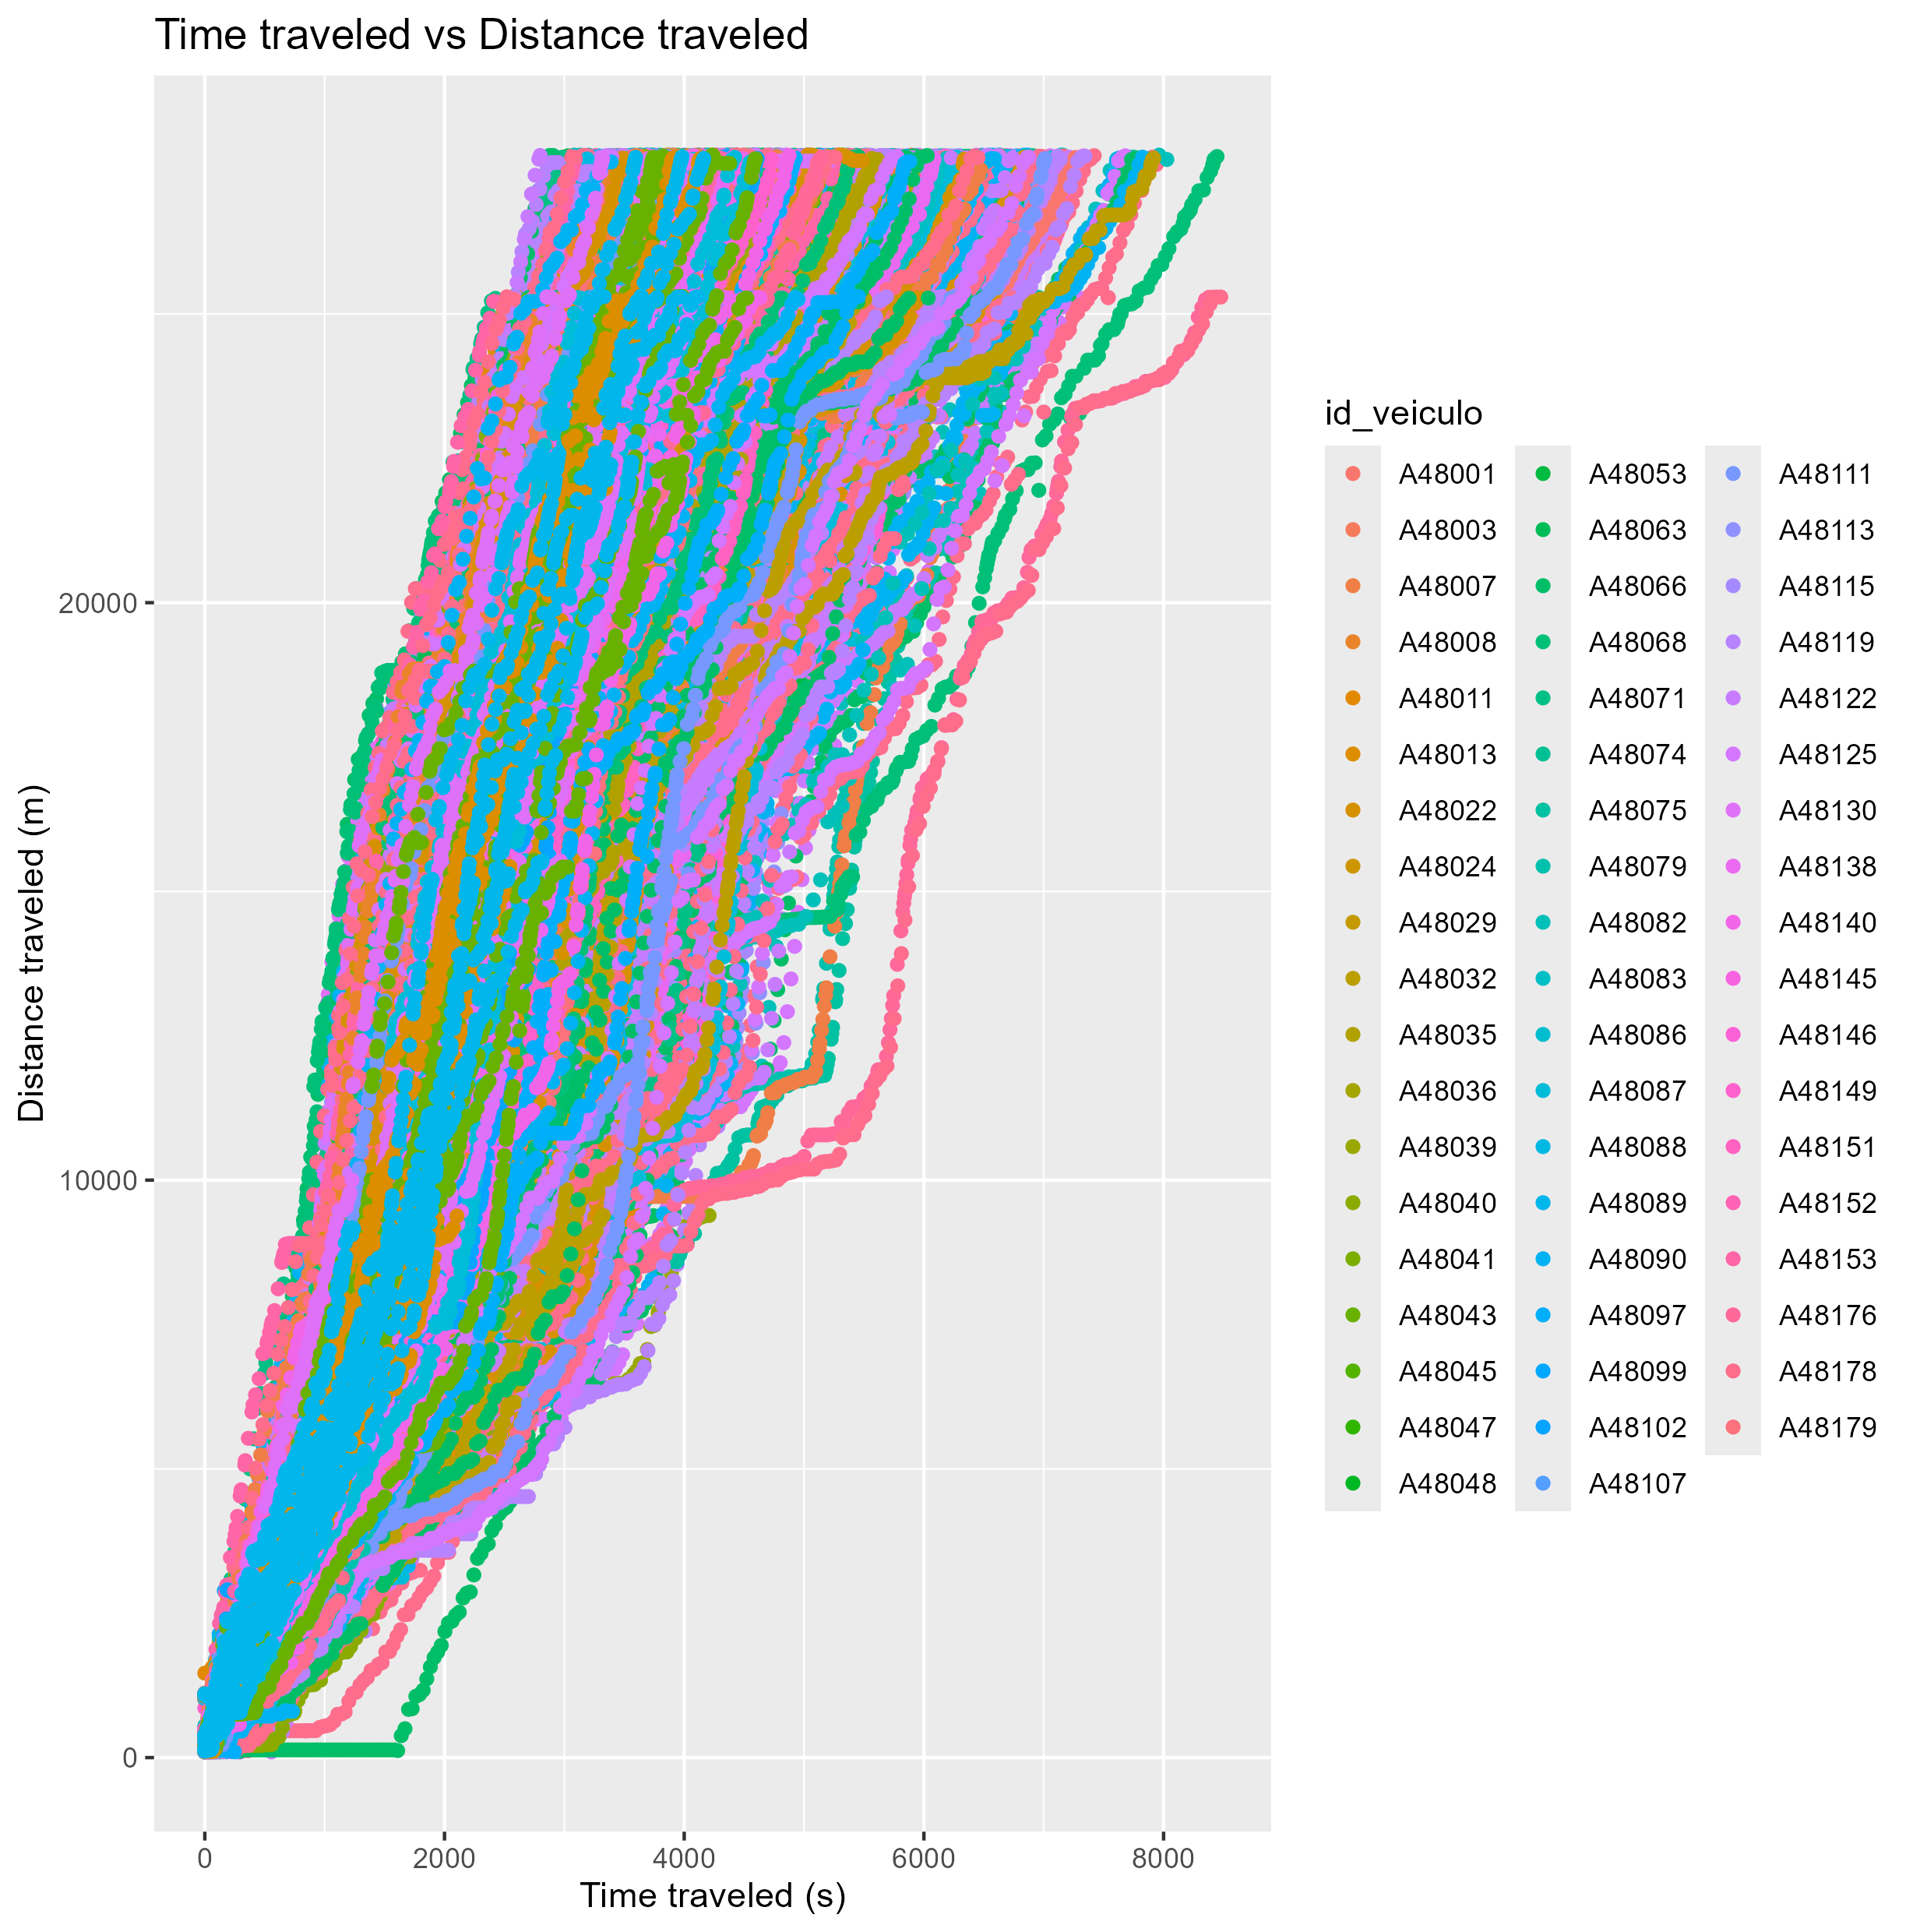 Time traveled vs Distance traveled
Distance traveled (m)
20000
10000
0
0 2000 4000 6000 8000
Time traveled (s)
id_veiculo
A48001 A48053 A48111
A48003 A48063 A48113
A48007 A48066 A48115
A48008 A48068 A48119
A48011 A48071 A48122
A48013 A48074 A48125
A48022 A48075 A48130
A48024 A48079 A48138
A48029 A48082 A48140
A48032 A48083 A48145
A48035 A48086 A48146
A48036 A48087 A48149
A48039 A48088 A48151
A48040 A48089 A48152
A48041 A48090 A48153
A48043 A48097 A48176
A48045 A48099 A48178
A48047 A48102 A48179
A48048 A48107